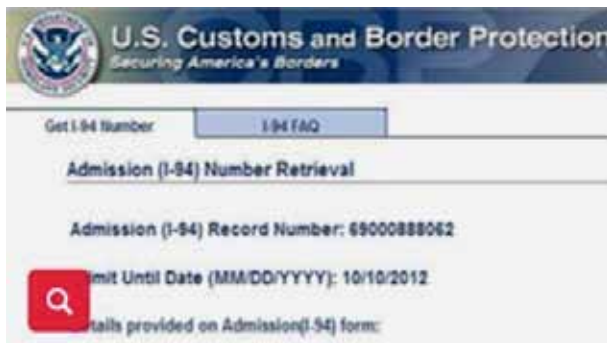 U.S. Customs and Border Protection
Securing America's Borders
Get I-94 Number
I-94 FAQ
Admission (I-94) Number Retrieval
Admission (I-94) Record Number: 69000888062
mit Until Date (MM/DD/YYYY): 10/10/2012
tails provided on Admission(I-94) form: